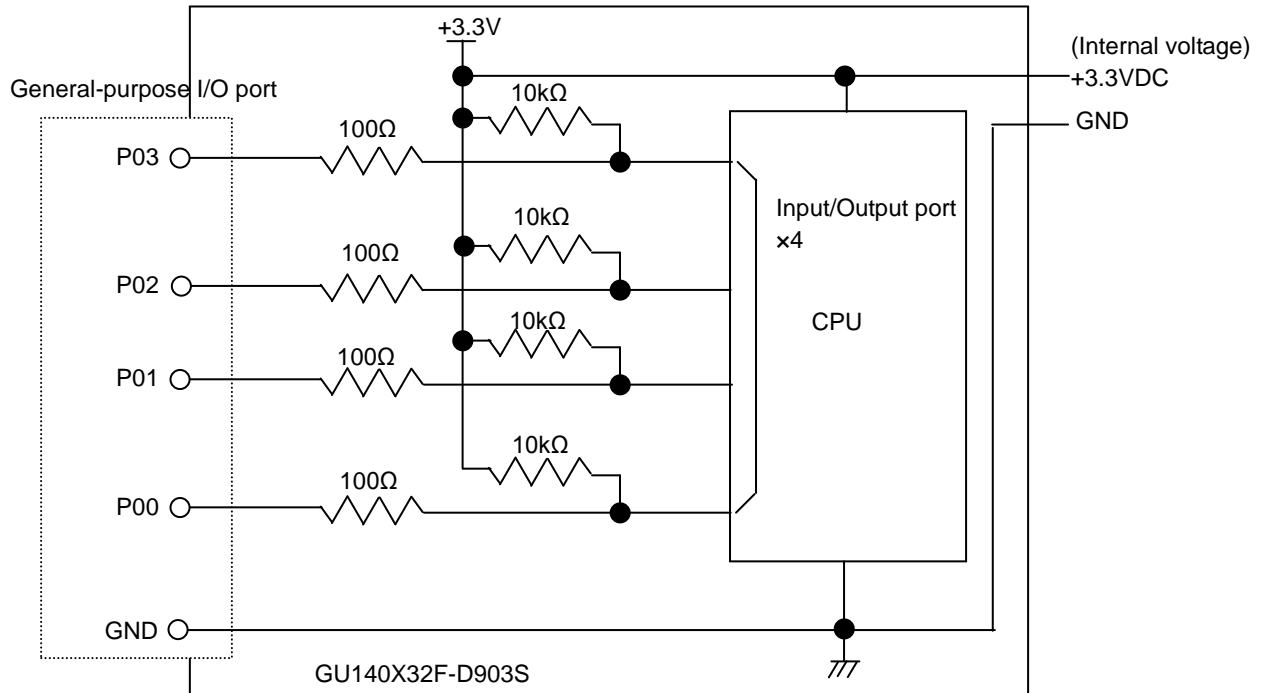 +3.3V
(Internal voltage)
+3.3VDC
General-purpose I/O port
10kΩ
GND
100Ω
P03
Input/Output port
×4
10kΩ
100Ω
P02
CPU
10kΩ
100Ω
P01
10kΩ
100Ω
P00
GND
GU140X32F-D903S